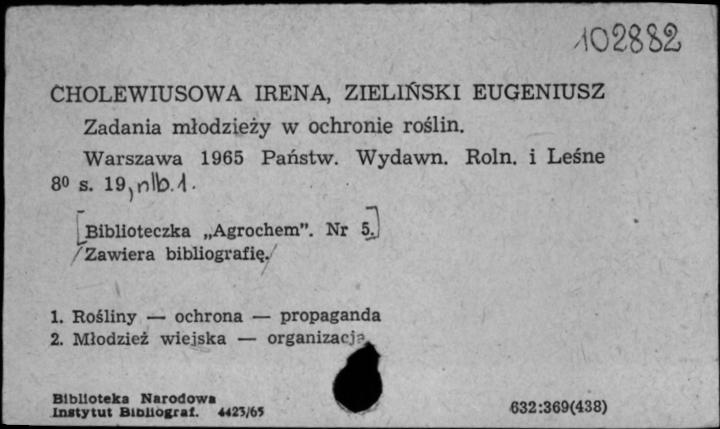 102882
CHOLEWIUSOWA IRENA, ZIELIŃSKI EUGENIUSZ
Zadania młodzieży w ochronie roślin.
Warszawa 1965 Państw. Wydawn. Roln. i Leśne
8⁰ s. 19, nlb. 1.
[Biblioteczka „Agrochem”. Nr 5.]
/Zawiera bibliografię./
1. Rośliny — ochrona — propaganda
2. Młodzież wiejska — organizacja
Biblioteka Narodowa
Instytut Bibliograf. 4423/65
632:369(438)